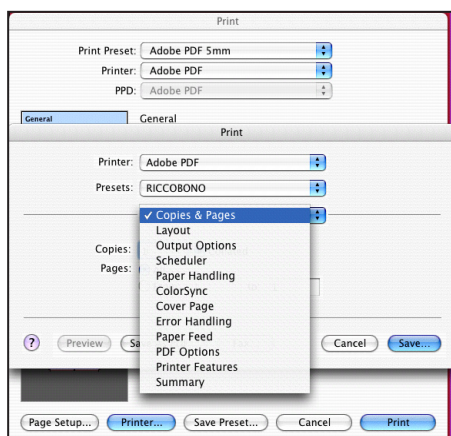 Print
Print Preset: Adobe PDF 5mm
Printer: Adobe PDF
PPD: Adobe PDF
General General
Print
Printer: Adobe PDF
Presets: RICCOBONO
✓ Copies & Pages
Layout
Output Options
Copies:
Scheduler
Pages:
Paper Handling
ColorSync
Cover Page
Error Handling
Paper Feed
PDF Options
Printer Features
Summary
? Preview Cancel Save...
Page Setup... Printer... Save Preset... Cancel Print